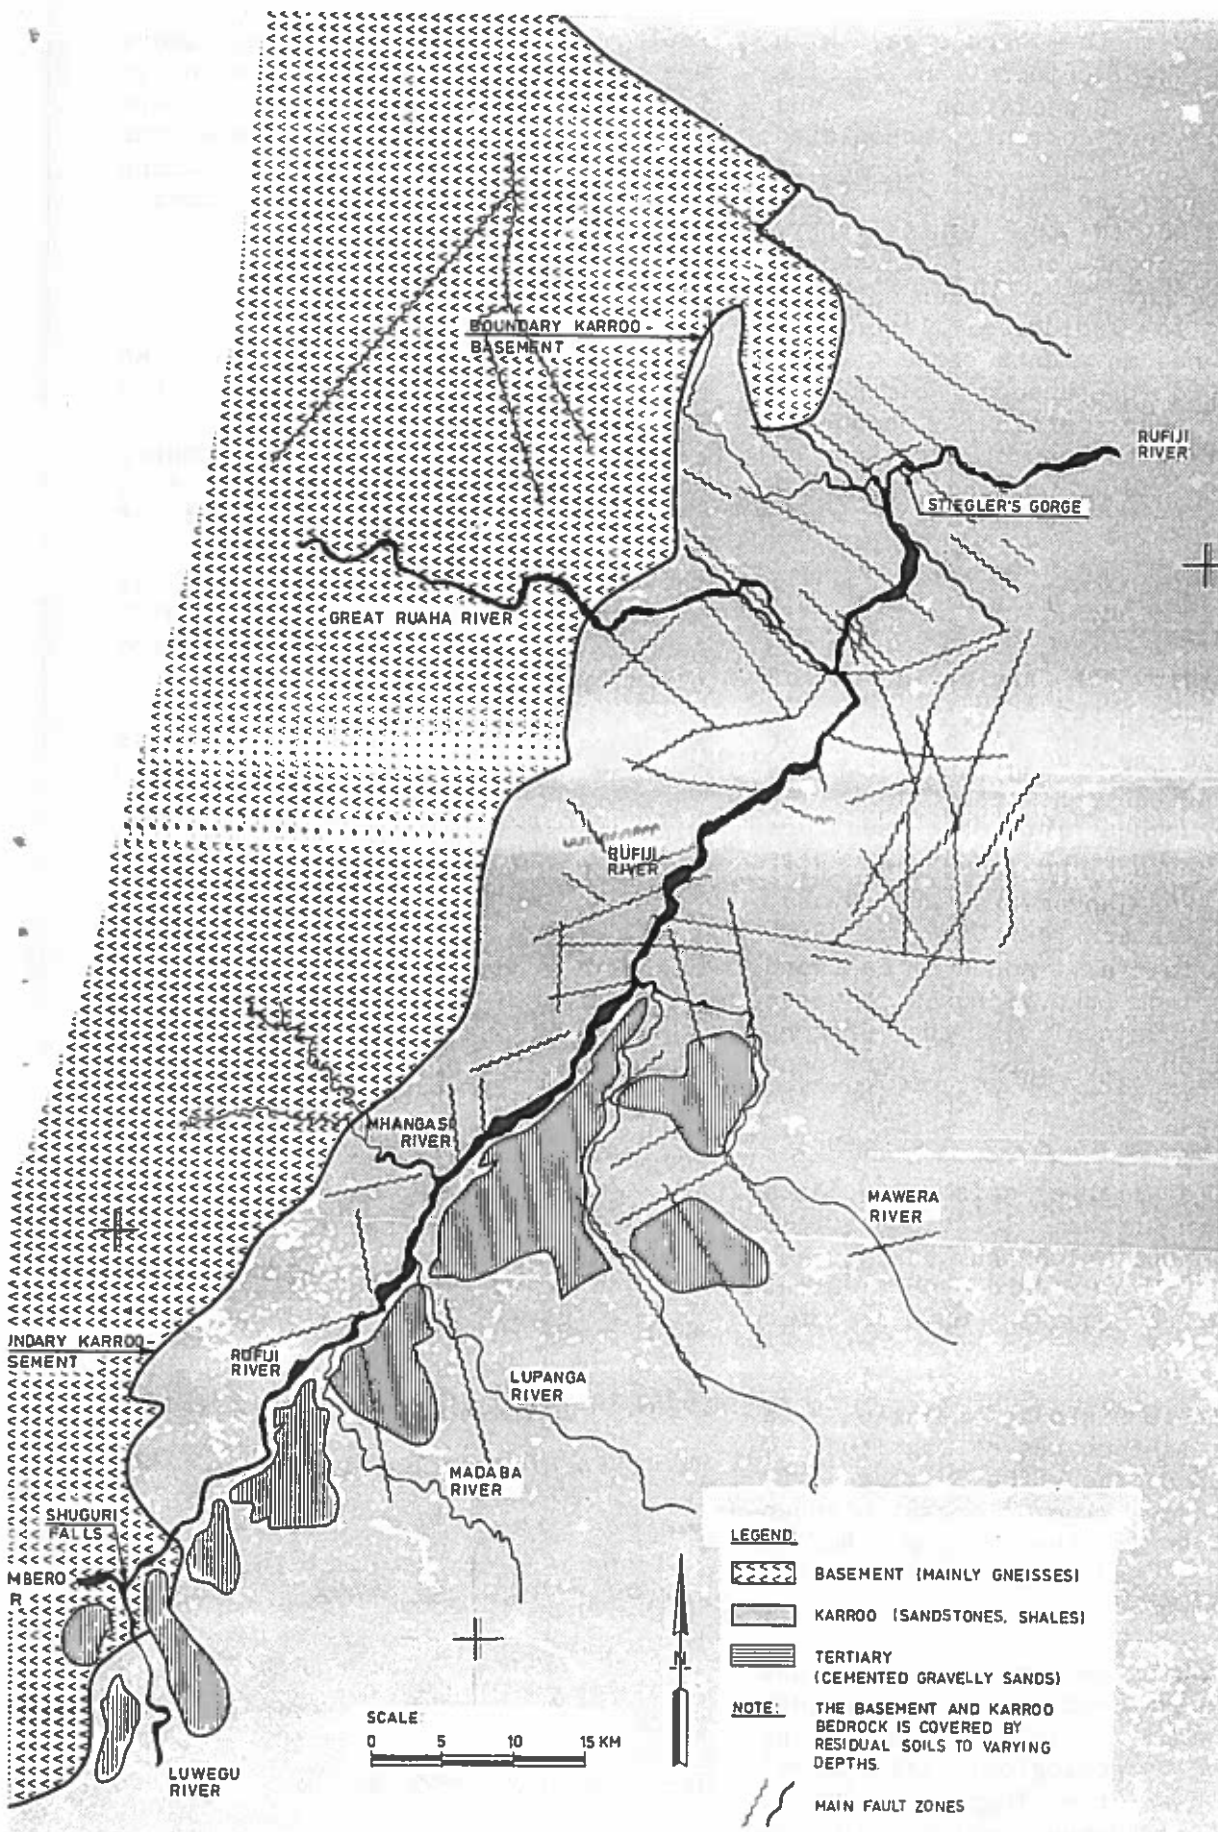 BOUNDARY KARROO-
BASEMENT
RUFIJI
RIVER
STIEGLER'S GORGE
GREAT RUAHA RIVER
RUFIJI
RIVER
MHANGASI
RIVER
MAWERA
RIVER
UNDARY KARROO-
SEMENT
RUFIJI
RIVER
LUPANGA
RIVER
MADABA
RIVER
SHUGURI
FALLS
MBERO
R
LUWEGU
RIVER
SCALE:
0 5 10 15 KM
N
LEGEND:
BASEMENT (MAINLY GNEISSES)
KARROO (SANDSTONES, SHALES)
TERTIARY
(CEMENTED GRAVELLY SANDS)
NOTE: THE BASEMENT AND KARROO
BEDROCK IS COVERED BY
RESIDUAL SOILS TO VARYING
DEPTHS.
MAIN FAULT ZONES